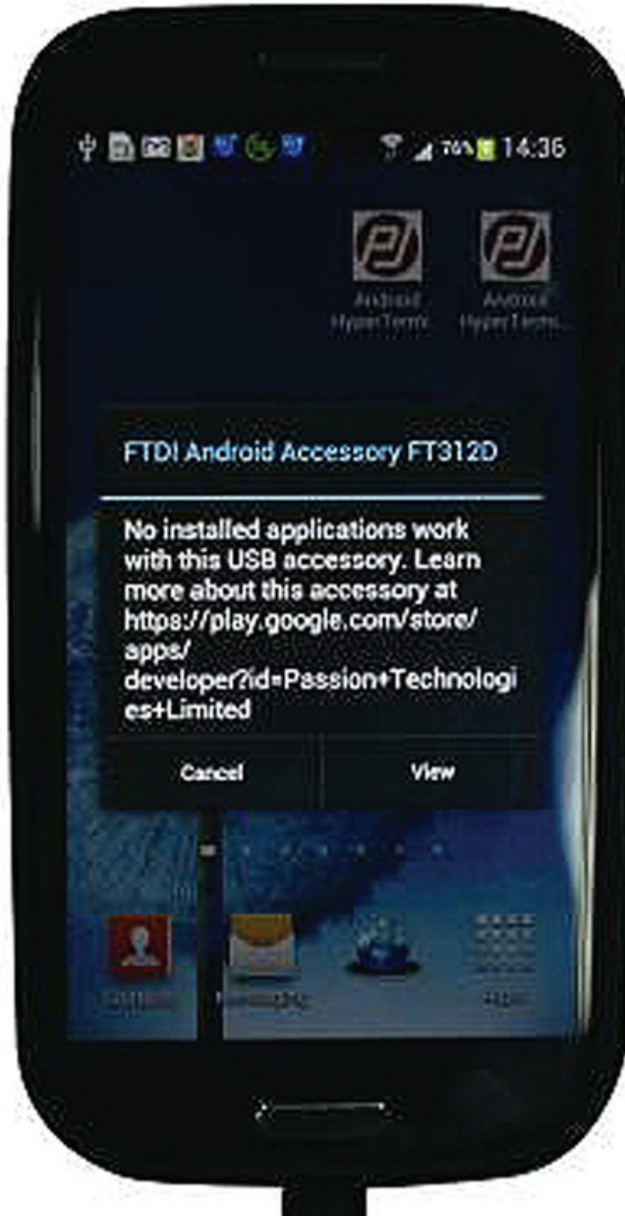 76% 14:36
PJ PJ
Android Android
HyperTermi.. HyperTermi..
FTDI Android Accessory FT312D
No installed applications work
with this USB accessory. Learn
more about this accessory at
https://play.google.com/store/
apps/
developer?id=Passion+Technologi
es+Limited
Cancel View